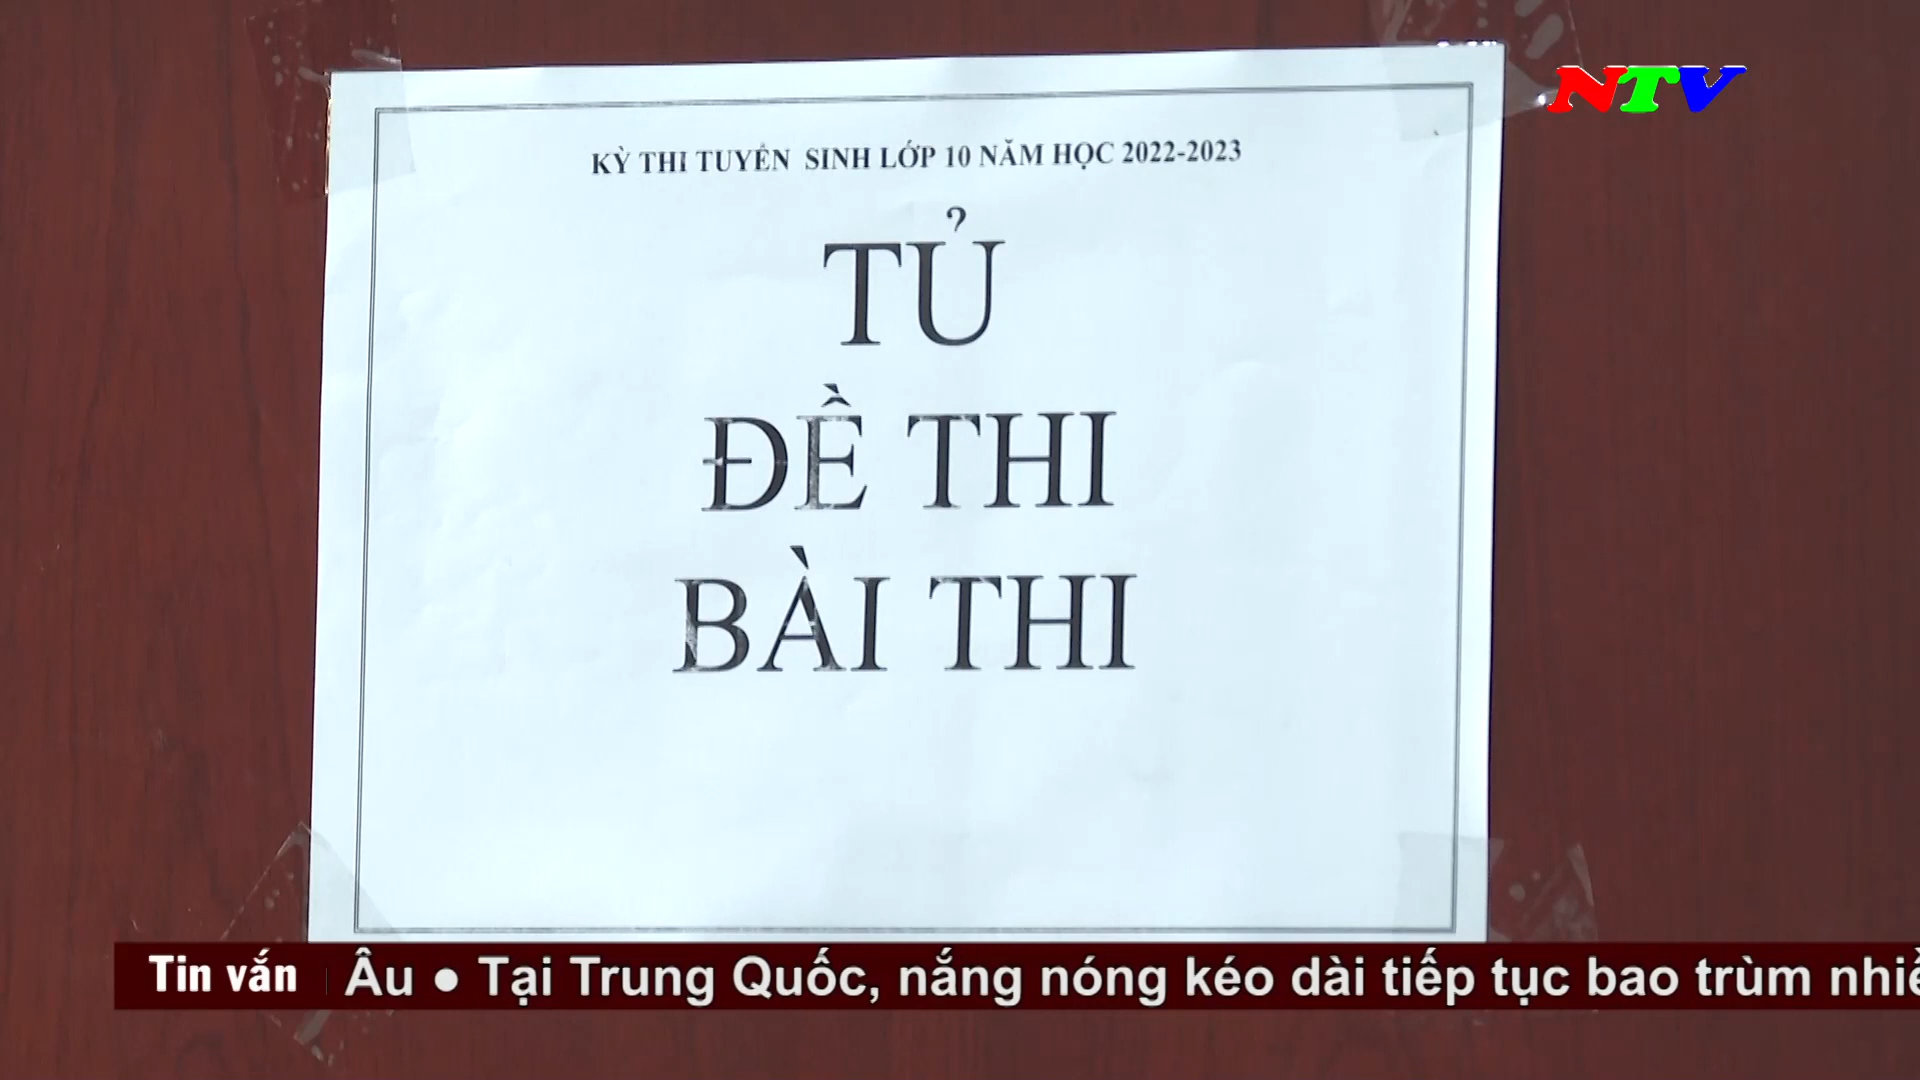 NTV
KỲ THI TUYỂN SINH LỚP 10 NĂM HỌC 2022-2023
TỦ
ĐỀ THI
BÀI THI
Tin vắn Âu ● Tại Trung Quốc, nắng nóng kéo dài tiếp tục bao trùm